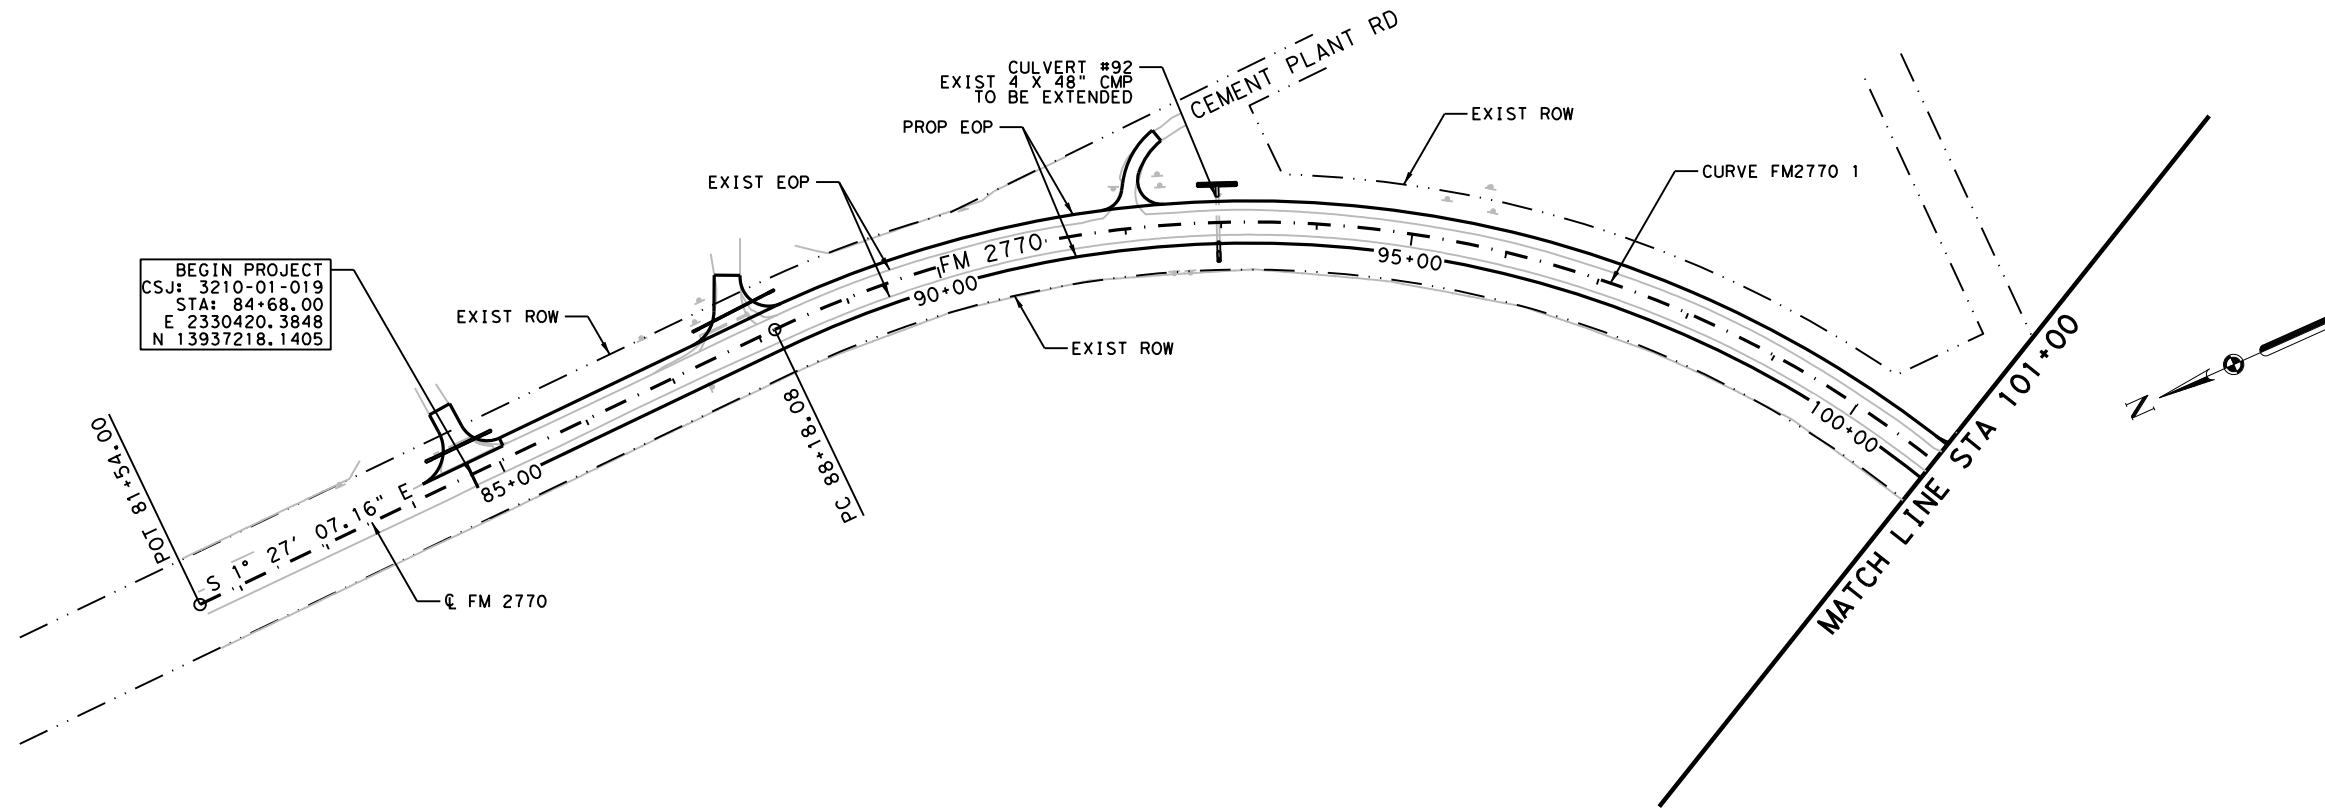 CEMENT PLANT RD
CULVERT #92
EXIST 4 X 48" CMP
TO BE EXTENDED
PROP EOP
EXIST ROW
EXIST EOP
CURVE FM2770 1
BEGIN PROJECT
CSJ: 3210-01-019
STA: 84+68.00
E 2330420.3848
N 13937218.1405
EXIST ROW
FM 2770
90+00
95+00
EXIST ROW
POT 81+54.00
PC 88+18.08
85+00
S 1° 27' 07.16" E
℄ FM 2770
100+00
MATCH LINE STA 101+00
N